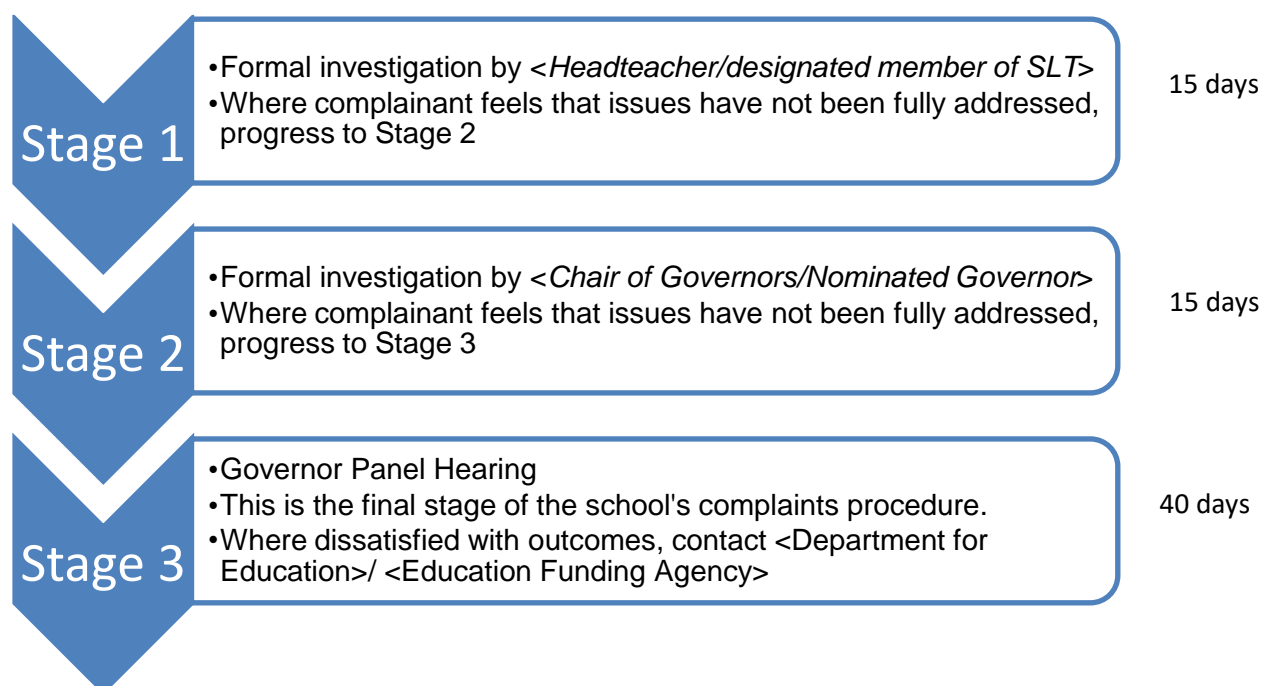 Stage 1
•Formal investigation by <Headteacher/designated member of SLT>
•Where complainant feels that issues have not been fully addressed,
progress to Stage 2
15 days
Stage 2
•Formal investigation by <Chair of Governors/Nominated Governor>
•Where complainant feels that issues have not been fully addressed,
progress to Stage 3
15 days
Stage 3
•Governor Panel Hearing
•This is the final stage of the school's complaints procedure.
•Where dissatisfied with outcomes, contact <Department for
Education>/ <Education Funding Agency>
40 days